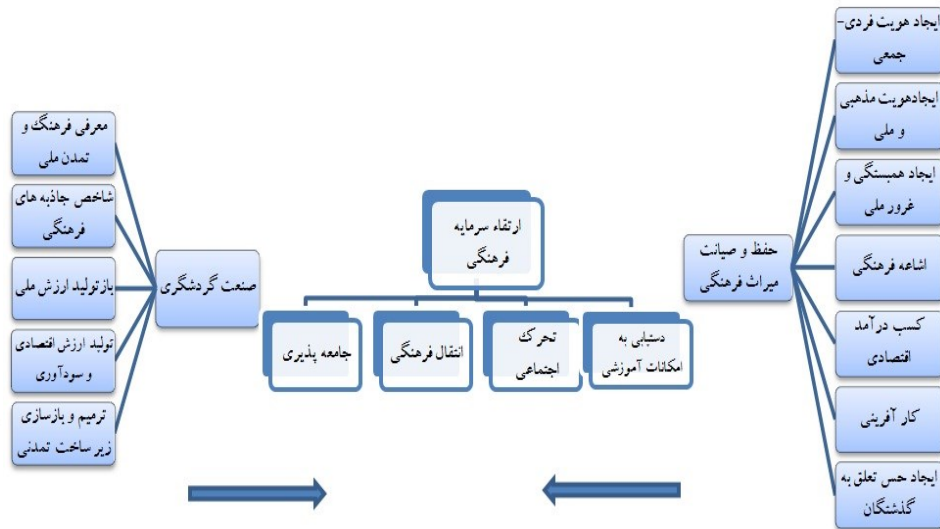 ایجاد هویت فردی-
جمعی
ایجادهویت مذهبی
و ملی
ایجاد همبستگی و
غرور ملی
اشاعه فرهنگی
کسب درآمد
اقتصادی
کار آفرینی
ایجاد حس تعلق به
گذشتگان
حفظ و صیانت
میراث فرهنگی
ارتقاء سرمایه
فرهنگی
دستیابی به
امکانات آموزشی
تحرک
اجتماعی
انتقال فرهنگی
جامعه پذیری
صنعت گردشگری
معرفی فرهنگ و
تمدن ملی
شاخص جاذبه های
فرهنگی
بازتولید ارزش ملی
تولید ارزش اقتصادی
و سودآوری
ترمیم و بازسازی
زیر ساخت تمدنی